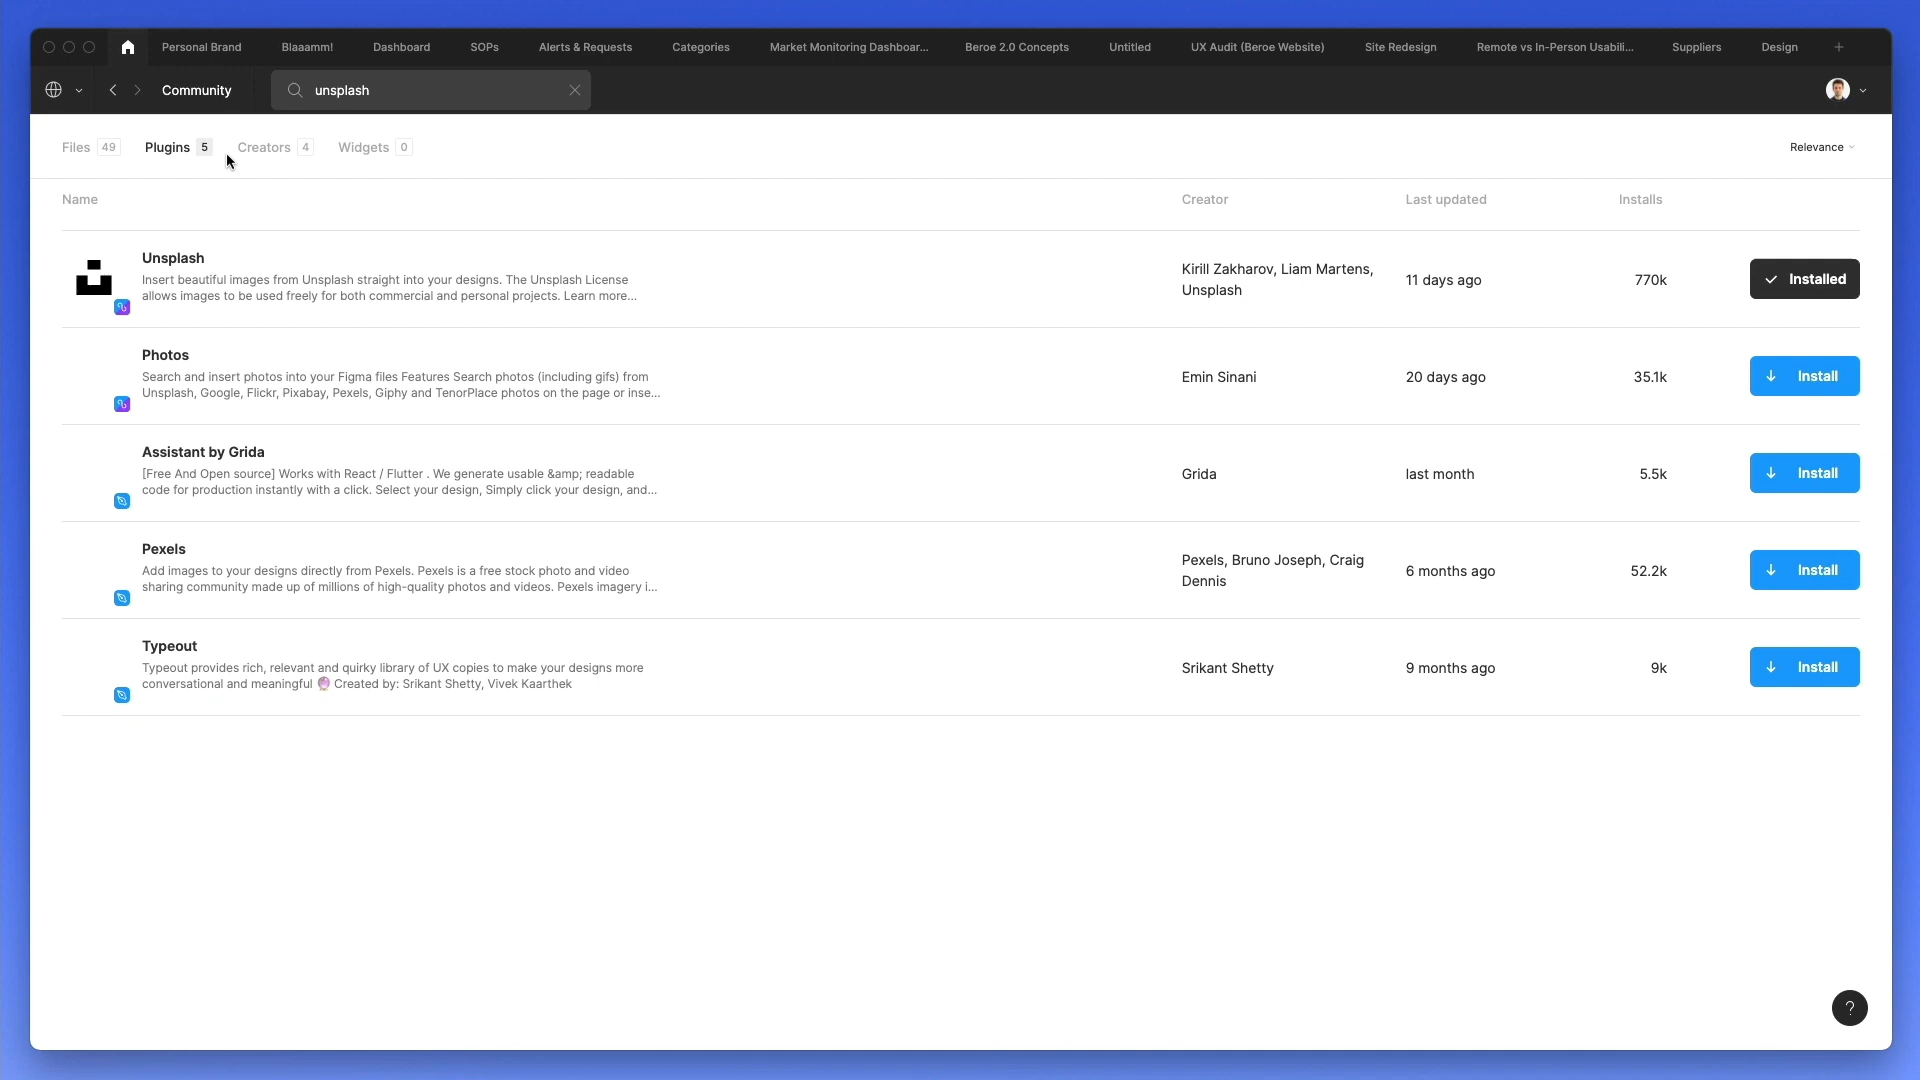 Personal Brand Blaaamm! Dashboard SOPs Alerts & Requests Categories Market Monitoring Dashboar... Beroe 2.0 Concepts Untitled UX Audit (Beroe Website) Site Redesign Remote vs In-Person Usabili... Suppliers Design +
Community unsplash
Files 49 Plugins 5 Creators 4 Widgets 0 Relevance
Name Creator Last updated Installs
Unsplash
Insert beautiful images from Unsplash straight into your designs. The Unsplash License
allows images to be used freely for both commercial and personal projects. Learn more...
Kirill Zakharov, Liam Martens,
Unsplash
11 days ago 770k Installed
Photos
Search and insert photos into your Figma files Features Search photos (including gifs) from
Unsplash, Google, Flickr, Pixabay, Pexels, Giphy and TenorPlace photos on the page or inse...
Emin Sinani 20 days ago 35.1k Install
Assistant by Grida
[Free And Open source] Works with React / Flutter . We generate usable &amp; readable
code for production instantly with a click. Select your design, Simply click your design, and...
Grida last month 5.5k Install
Pexels
Add images to your designs directly from Pexels. Pexels is a free stock photo and video
sharing community made up of millions of high-quality photos and videos. Pexels imagery i...
Pexels, Bruno Joseph, Craig
Dennis
6 months ago 52.2k Install
Typeout
Typeout provides rich, relevant and quirky library of UX copies to make your designs more
conversational and meaningful 🔮 Created by: Srikant Shetty, Vivek Kaarthek
Srikant Shetty 9 months ago 9k Install
?